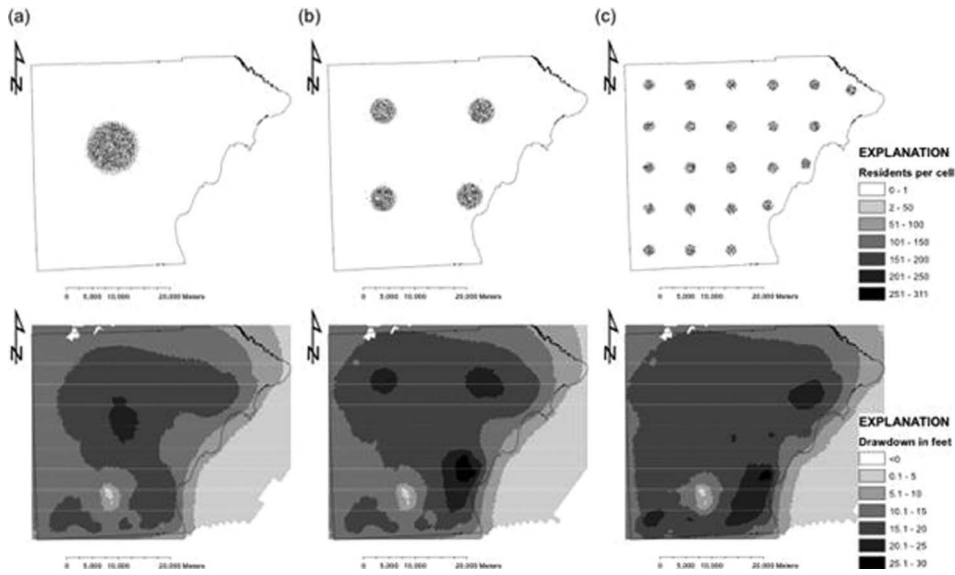 (a)
(b)
(c)
N
N
N
EXPLANATION
Residents per cell
0 - 1
2 - 50
51 - 100
101 - 150
151 - 200
201 - 250
251 - 311
0 5,000 10,000 20,000 Meters
0 5,000 10,000 20,000 Meters
0 5,000 10,000 20,000 Meters
N
N
N
EXPLANATION
Drawdown in feet
<0
0.1 - 5
5.1 - 10
10.1 - 15
15.1 - 20
20.1 - 25
25.1 - 30
0 5,000 10,000 20,000 Meters
0 5,000 10,000 20,000 Meters
0 5,000 10,000 20,000 Meters